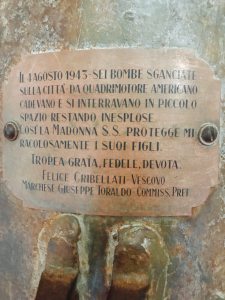 IL 4 AGOSTO 1943 - SEI BOMBE SGANCIATE
SULLA CITTÀ DA QUADRIMOTORE AMERICANO
CADEVANO E SI INTERRAVANO IN PICCOLO
SPAZIO RESTANDO INESPLOSE.
COSÌ LA MADONNA S.S. PROTEGGE MI-
RACOLOSAMENTE I SUOI FIGLI.
TROPEA GRATA, FEDELE, DEVOTA.
FELICE CRIBELLATI - VESCOVO
MARCHESE GIUSEPPE TORALDO - COMMISS. PREF.